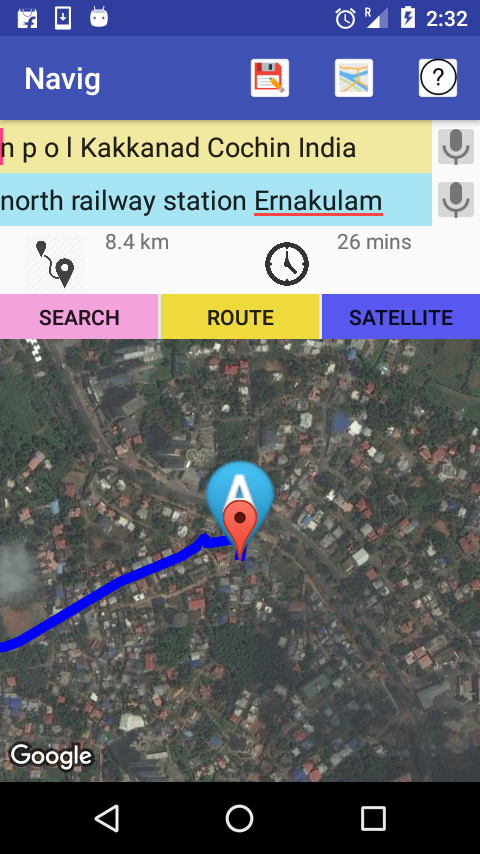 R
2:32
Navig
?
n p o l Kakkanad Cochin India
north railway station Ernakulam
8.4 km
26 mins
SEARCH
ROUTE
SATELLITE
A
Google